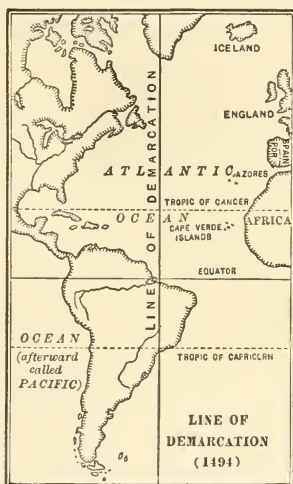 ICELAND
ENGLAND
SPAIN
POR.
LINE OF DEMARCATION
ATLANTIC
AZORES
TROPIC OF CANCER
OCEAN
AFRICA
CAPE VERDE
ISLANDS
EQUATOR
OCEAN
(afterward
called
PACIFIC)
TROPIC OF CAPRICORN
LINE OF
DEMARCATION
(1494)